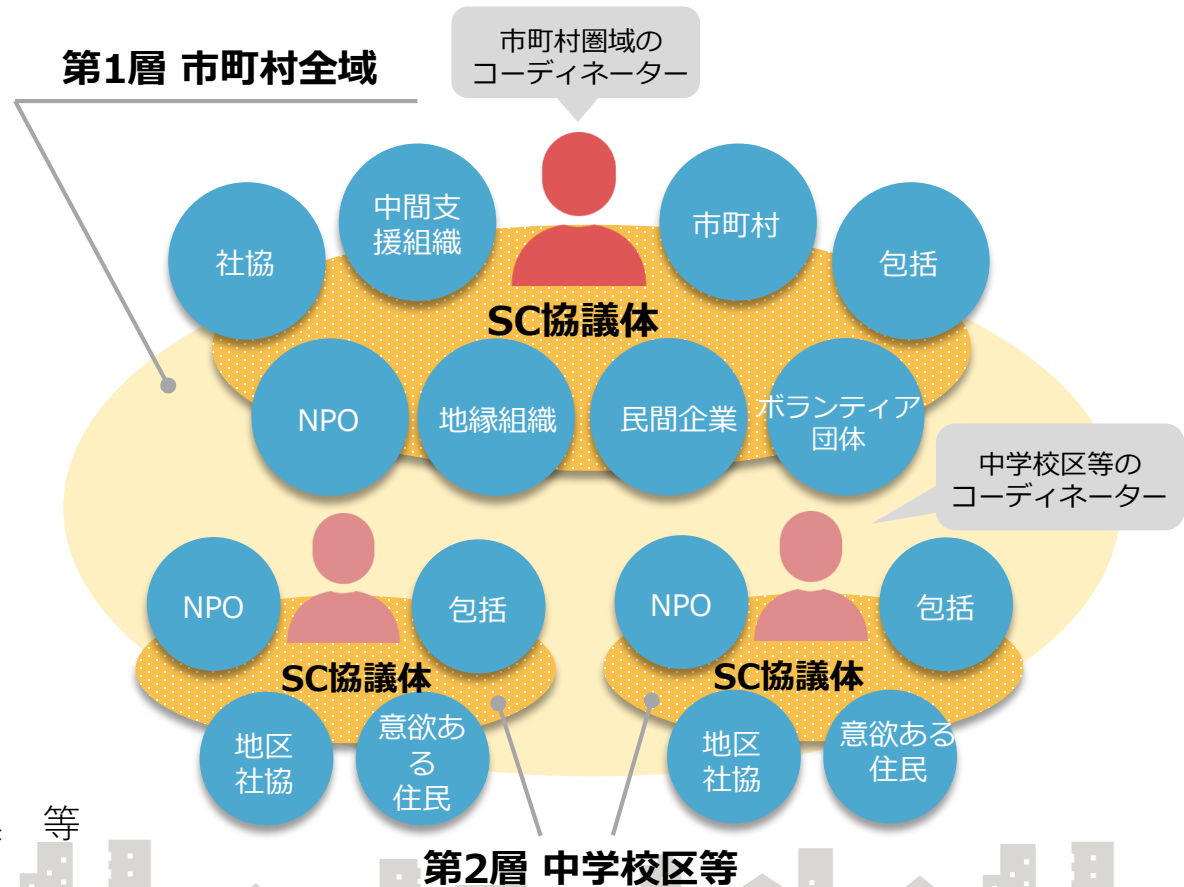 市町村圏域の
コーディネーター
第1層 市町村全域
中間支
援組織
市町村
社協
包括
SC協議体
NPO
地縁組織
民間企業
ボランティア
団体
中学校区等の
コーディネーター
NPO
包括
SC協議体
地区
社協
意欲あ
る
住民
NPO
包括
SC協議体
地区
社協
意欲ある
住民
等
第2層 中学校区等